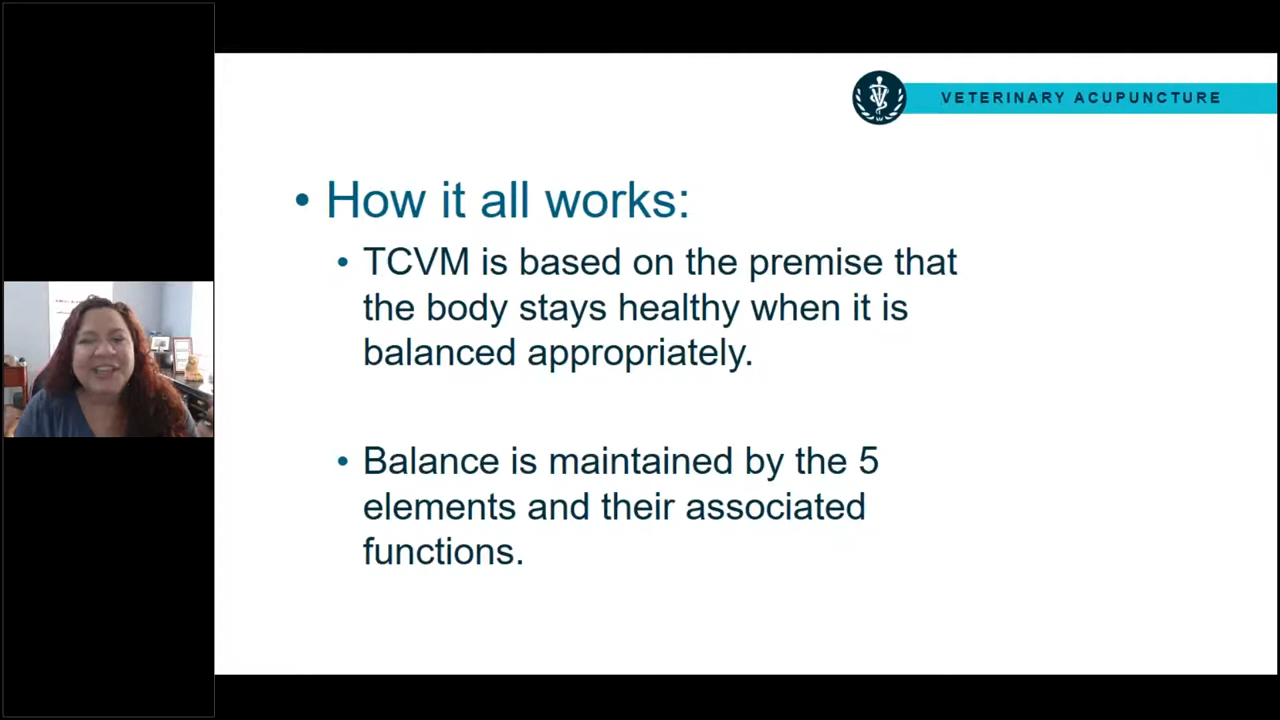 VETERINARY ACUPUNCTURE
• How it all works:
• TCVM is based on the premise that
the body stays healthy when it is
balanced appropriately.
• Balance is maintained by the 5
elements and their associated
functions.